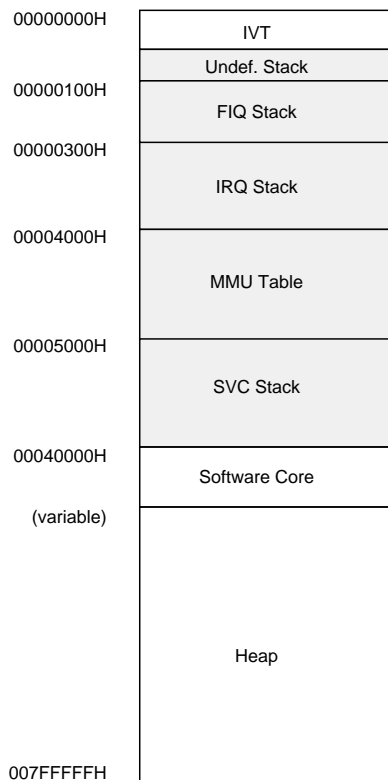 00000000H
IVT
Undef. Stack
00000100H
FIQ Stack
00000300H
IRQ Stack
00004000H
MMU Table
00005000H
SVC Stack
00040000H
Software Core
(variable)
Heap
007FFFFFH